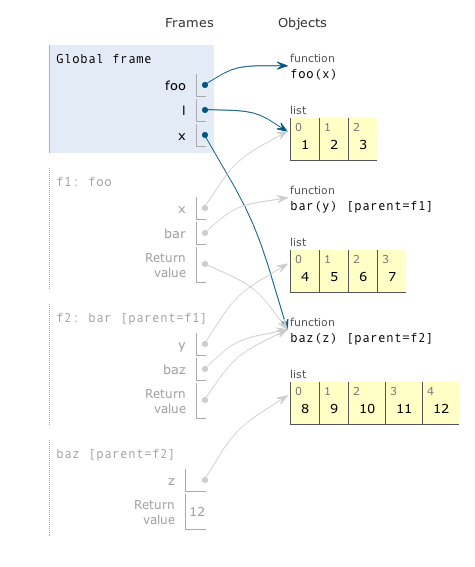 Frames Objects
Global frame
function
foo
foo(x)
l
list
x
0 1 2
1 2 3
f1: foo
function
x
bar(y) [parent=f1]
bar
list
Return
value
0 1 2 3
4 5 6 7
f2: bar [parent=f1]
function
y
baz(z) [parent=f2]
baz
list
Return
value
0 1 2 3 4
8 9 10 11 12
baz [parent=f2]
z
Return
value
12